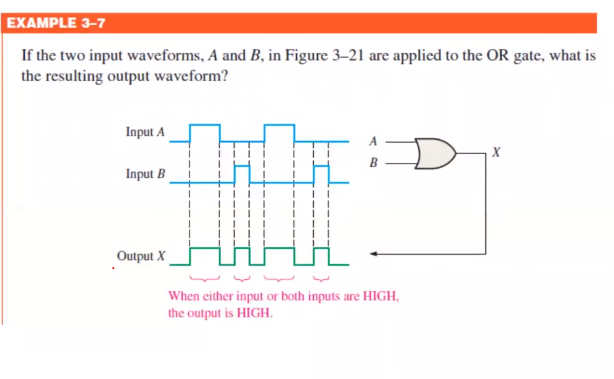 EXAMPLE 3–7
If the two input waveforms, A and B, in Figure 3–21 are applied to the OR gate, what is
the resulting output waveform?
Input A
A
X
B
Input B
Output X
When either input or both inputs are HIGH,
the output is HIGH.